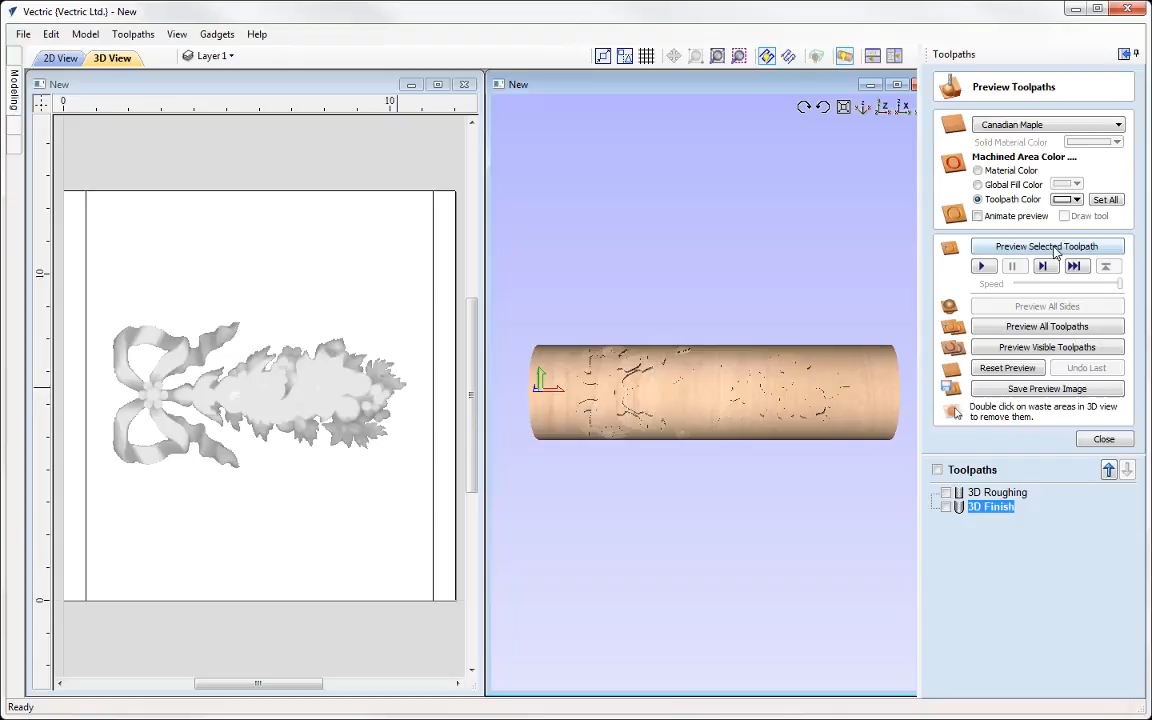 Vectric {Vectric Ltd.} - New
File Edit Model Toolpaths View Gadgets Help
2D View 3D View Layer 1
Modeling
New
0 10
10
0
New
z x
Toolpaths
Preview Toolpaths
Canadian Maple
Solid Material Color
Machined Area Color ....
Material Color
Global Fill Color
Toolpath Color Set All
Animate preview Draw tool
Preview Selected Toolpath
Speed
Preview All Sides
Preview All Toolpaths
Preview Visible Toolpaths
Reset Preview Undo Last
Save Preview Image
Double click on waste areas in 3D view
to remove them.
Close
Toolpaths
3D Roughing
3D Finish
Ready